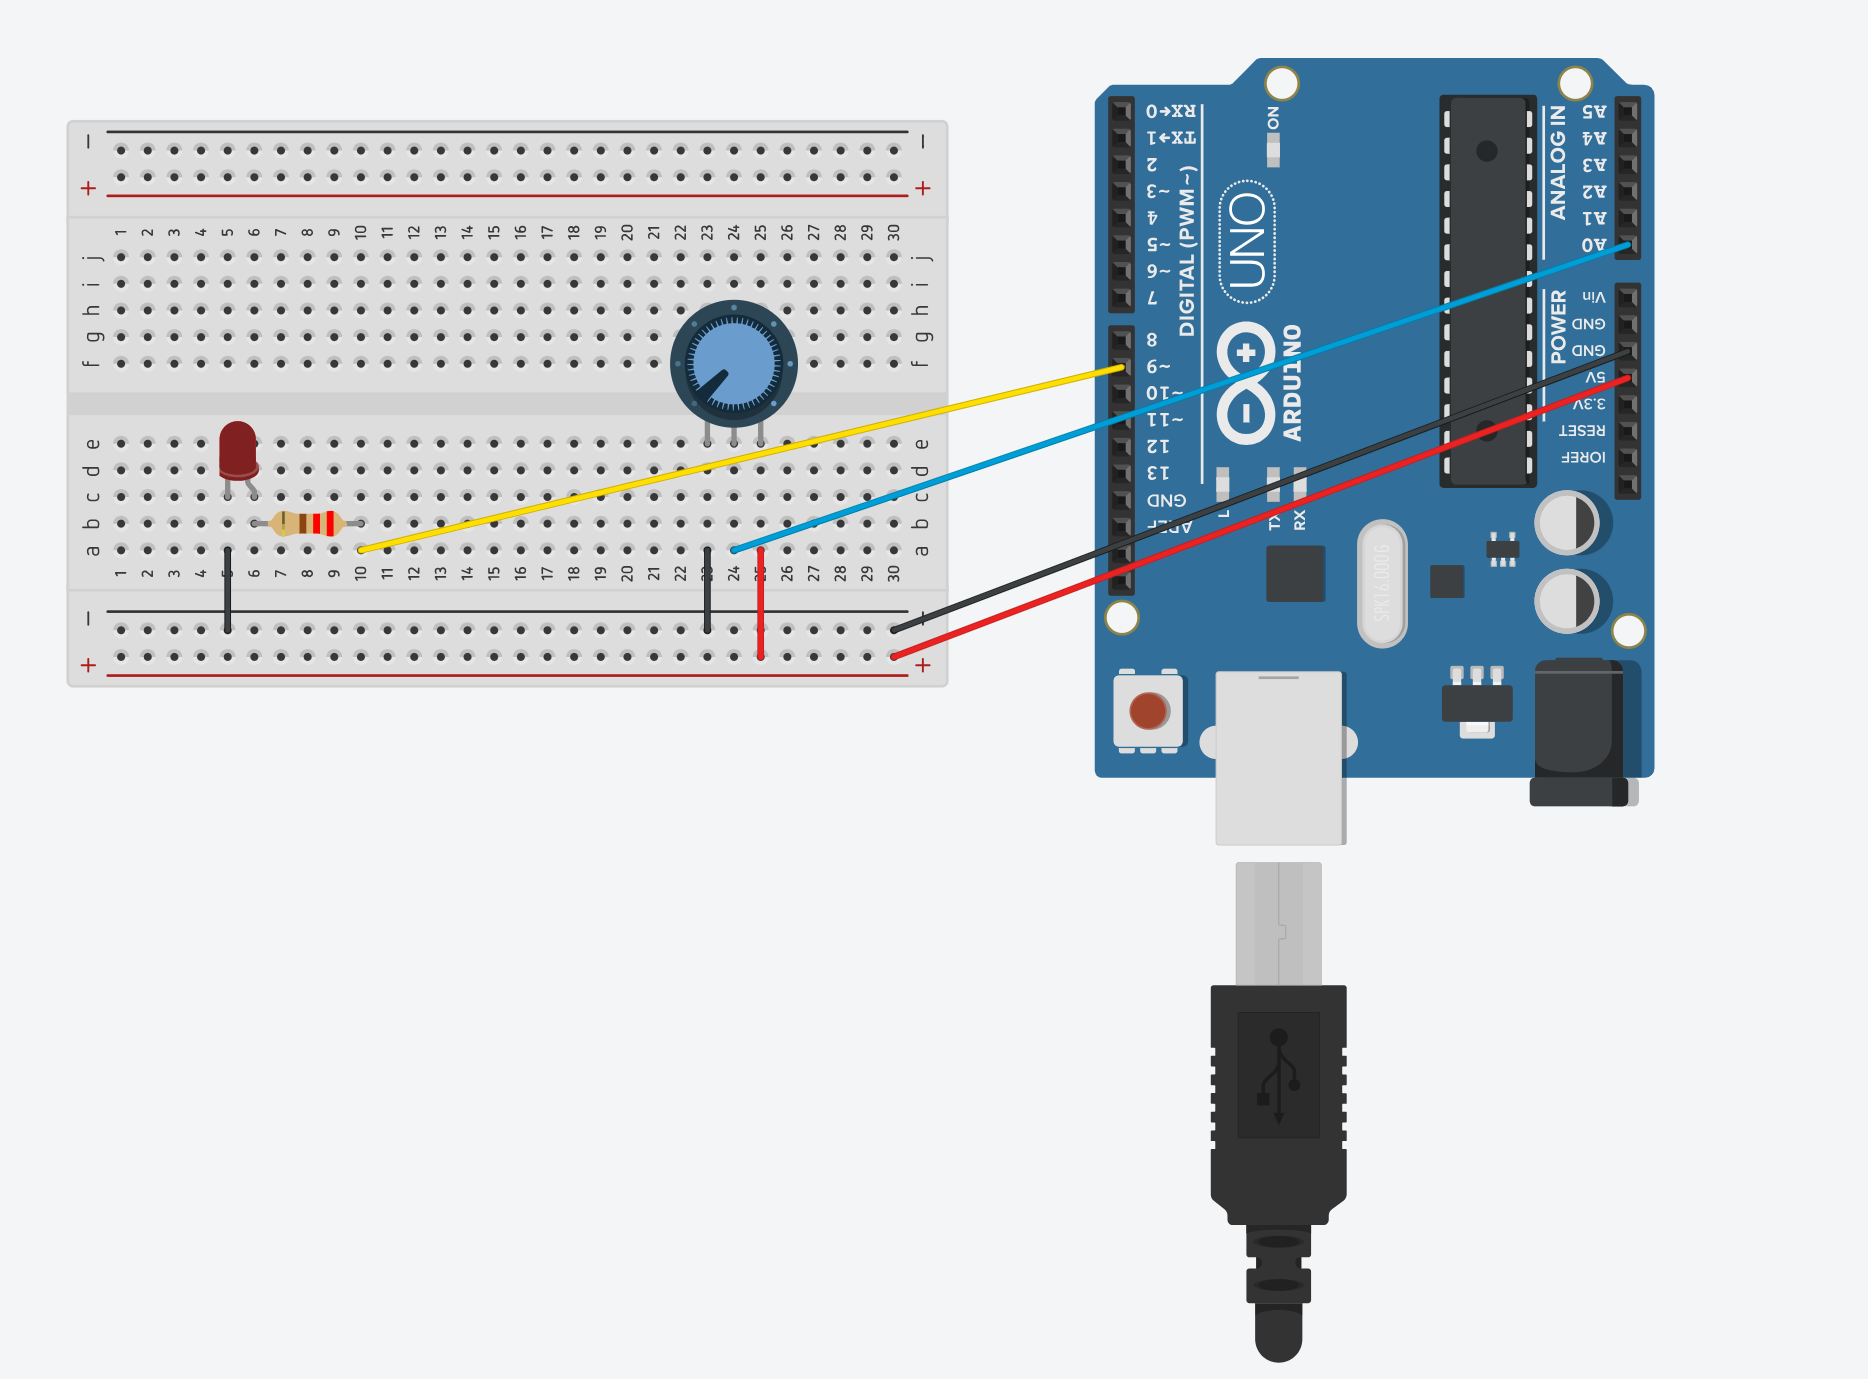 − −
+ +
1 2 3 4 5 6 7 8 9 10 11 12 13 14 15 16 17 18 19 20 21 22 23 24 25 26 27 28 29 30
j j
i i
h h
g g
f f
e e
d d
c c
b b
a a
1 2 3 4 6 7 8 9 10 11 12 13 14 15 16 17 18 19 20 21 22 24 26 27 28 29 30
−
+ +
RX←0
TX→1
2
~3
4
~5
~6
7
8
~9
~10
~11
12
13
GND
AREF
DIGITAL (PWM ~)
ON
UNO
ARDUINO
L
TX
RX
ANALOG IN
A5
A4
A3
A2
A1
A0
POWER
Vin
GND
GND
5V
3.3V
RESET
IOREF
SPK16.000G